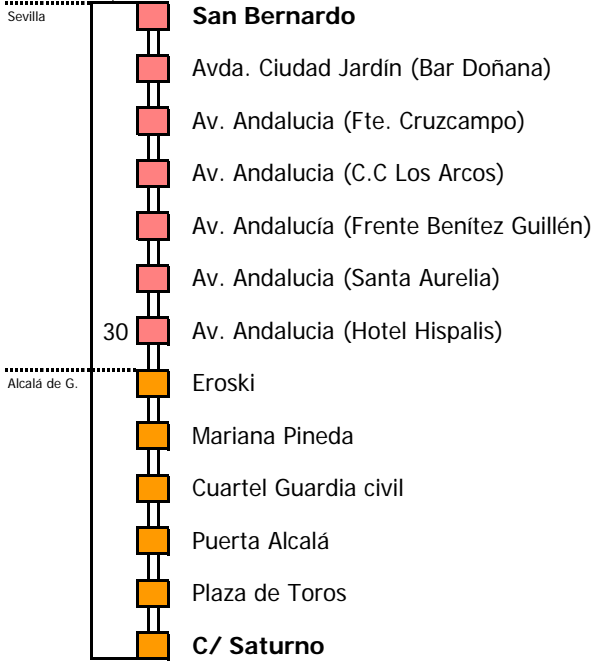 Sevilla
San Bernardo
Avda. Ciudad Jardín (Bar Doñana)
Av. Andalucia (Fte. Cruzcampo)
Av. Andalucia (C.C Los Arcos)
Av. Andalucía (Frente Benítez Guillén)
Av. Andalucia (Santa Aurelia)
30 Av. Andalucia (Hotel Hispalis)
Alcalá de G.
Eroski
Mariana Pineda
Cuartel Guardia civil
Puerta Alcalá
Plaza de Toros
C/ Saturno